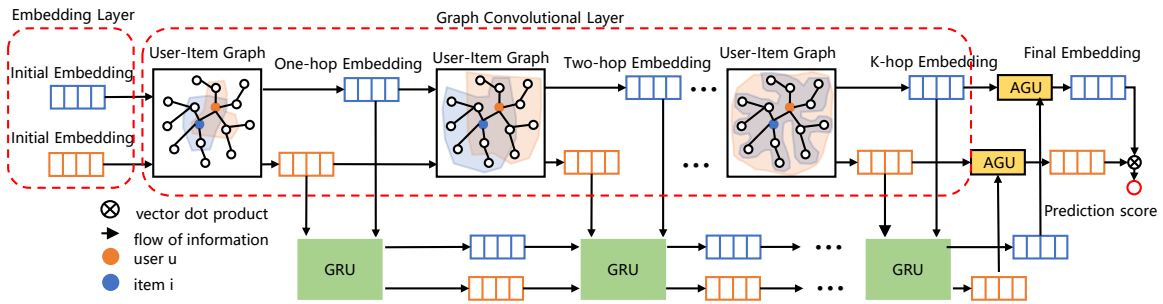 Embedding Layer
Graph Convolutional Layer
User-Item Graph
User-Item Graph
User-Item Graph
Initial Embedding
One-hop Embedding
Two-hop Embedding
K-hop Embedding
Final Embedding
AGU
Initial Embedding
AGU
vector dot product
flow of information
user u
item i
Prediction score
GRU
GRU
GRU